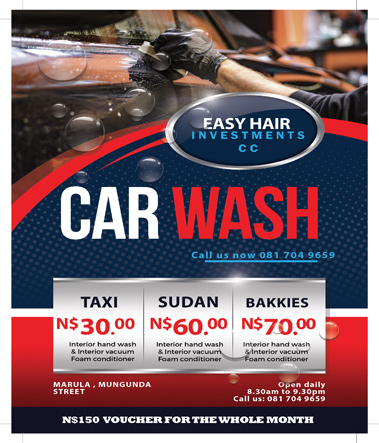 EASY HAIR
INVESTMENTS
CC
CAR WASH
Call us now 081 704 9659
TAXI
N$30.00
Interior hand wash
& Interior vacuum
Foam conditioner
SUDAN
N$60.00
Interior hand wash
& Interior vacuum
Foam conditioner
BAKKIES
N$70.00
Interior hand wash
& Interior vacuum
Foam conditioner
MARULA , MUNGUNDA
STREET
Open daily
8.30am to 9.30pm
Call us: 081 704 9659
N$150 VOUCHER FOR THE WHOLE MONTH